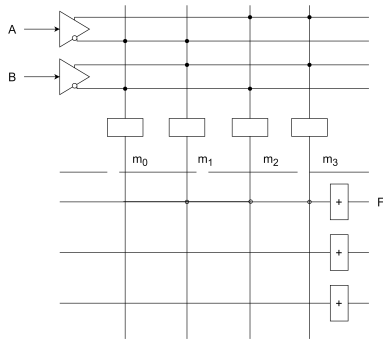 A
B
m₀ m₁ m₂ m₃
+ F
+
+